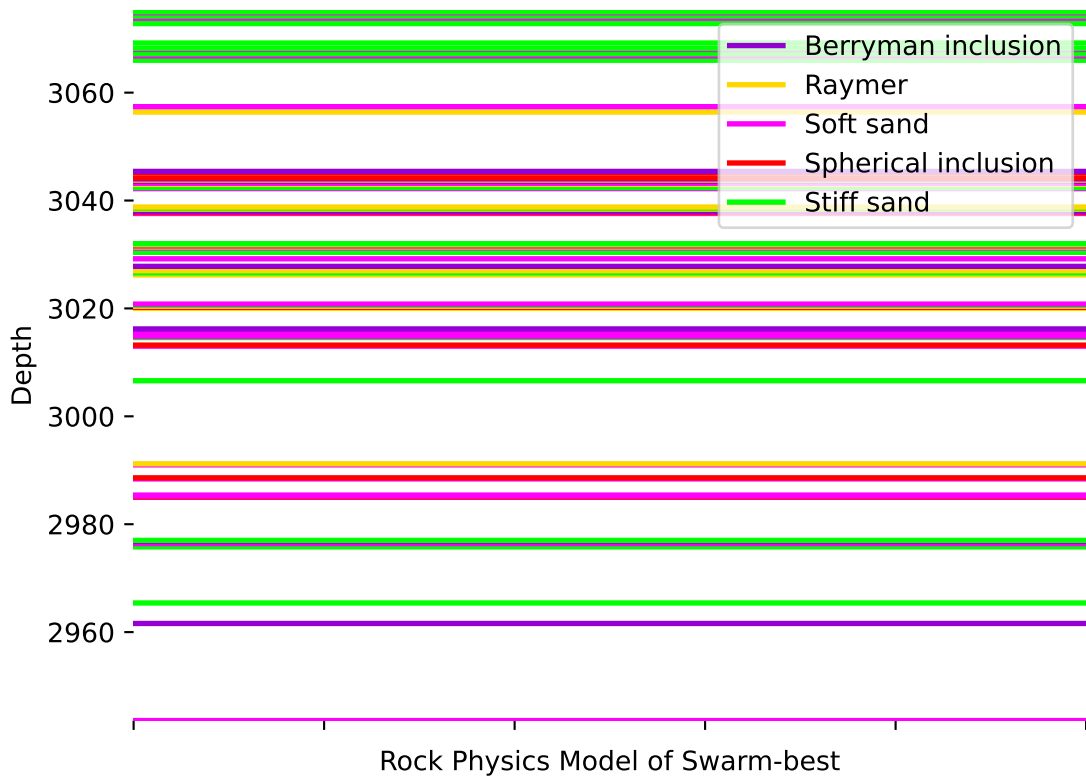 Berryman inclusion
Raymer
Soft sand
Spherical inclusion
Stiff sand
3060
3040
3020
3000
2980
2960
Depth
Rock Physics Model of Swarm-best